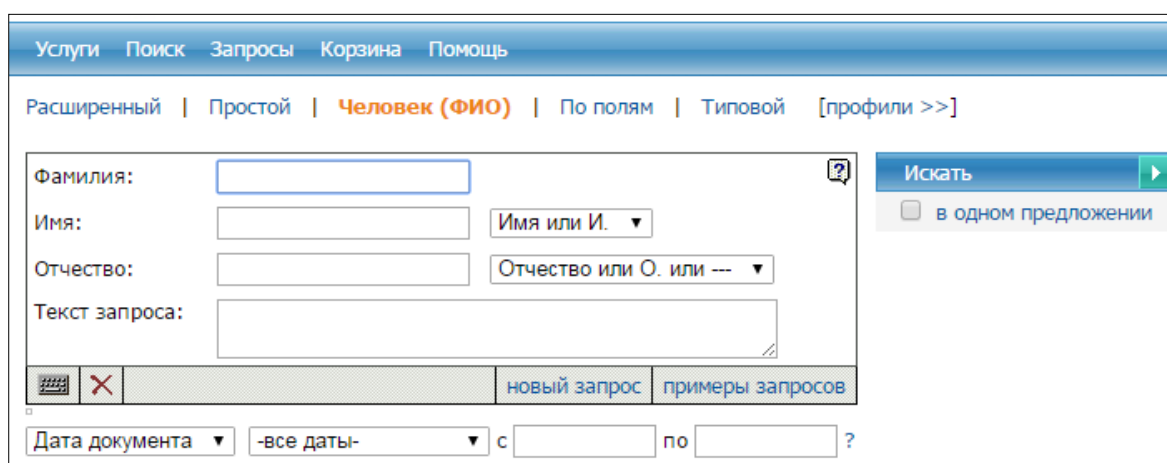 Услуги Поиск Запросы Корзина Помощь
Расширенный | Простой | Человек (ФИО) | По полям | Типовой [профили >>]
Фамилия:
?
Искать
в одном предложении
Имя:
Имя или И.
Отчество:
Отчество или О. или ---
Текст запроса:
новый запрос примеры запросов
Дата документа -все даты- с по ?